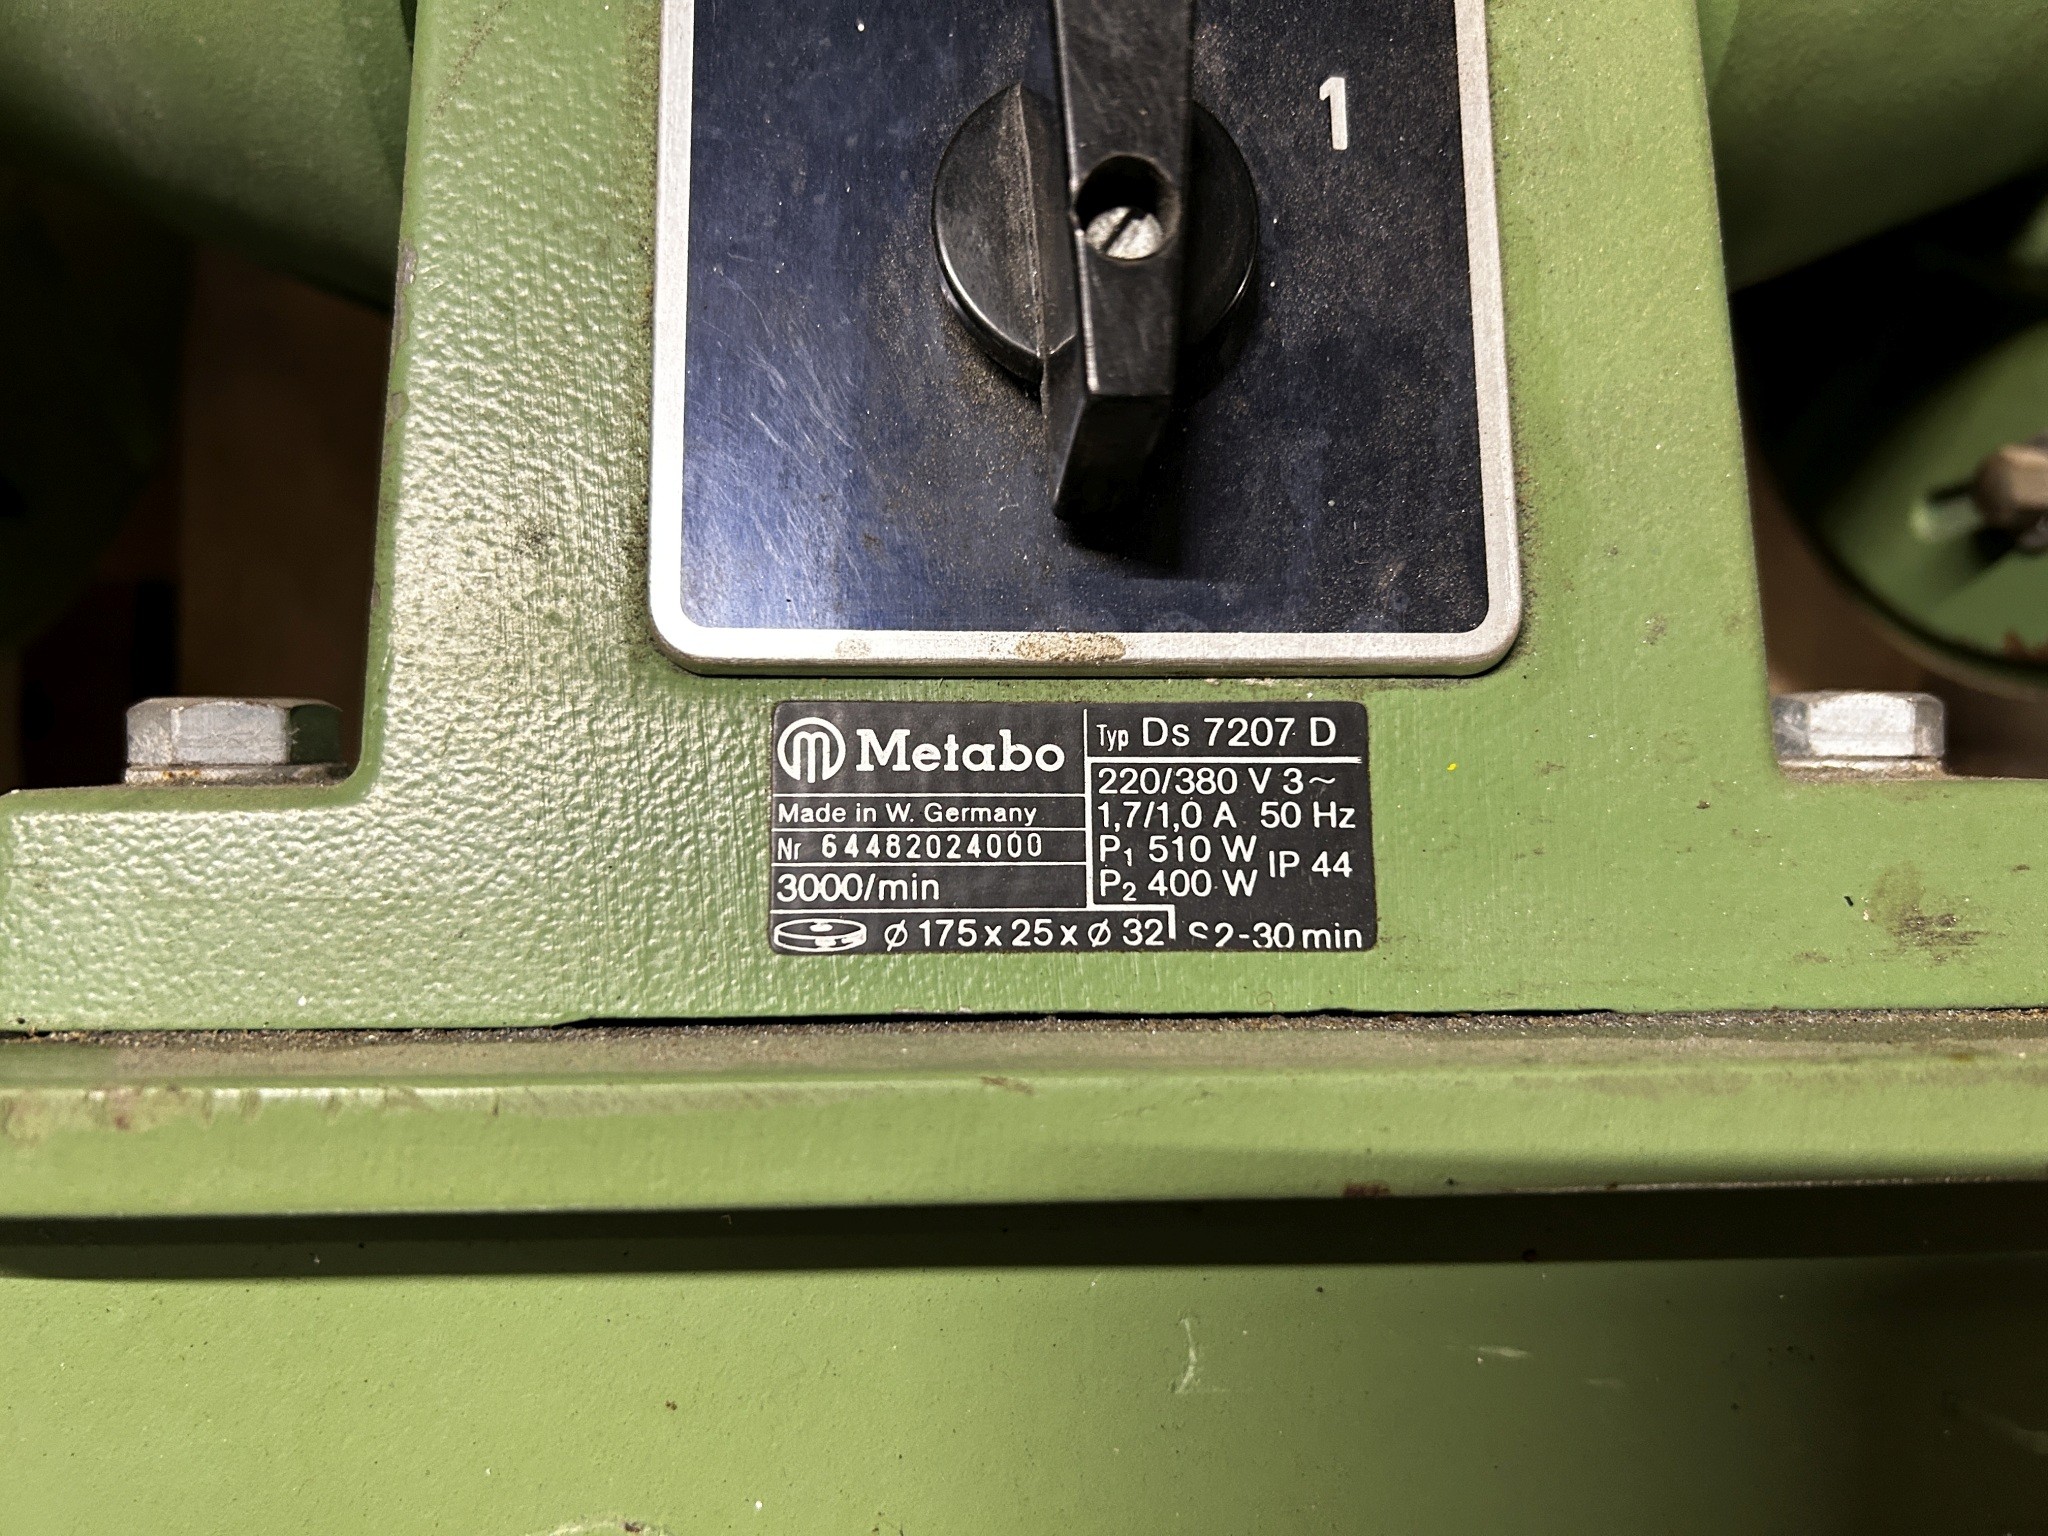 1
Metabo
Made in W. Germany
Nr 64482024000
3000/min
Typ Ds 7207 D
220/380 V 3~
1,7/1,0 A 50 Hz
P₁ 510 W
P₂ 400 W
IP 44
ø 175 x 25 x ø 32
S2-30 min